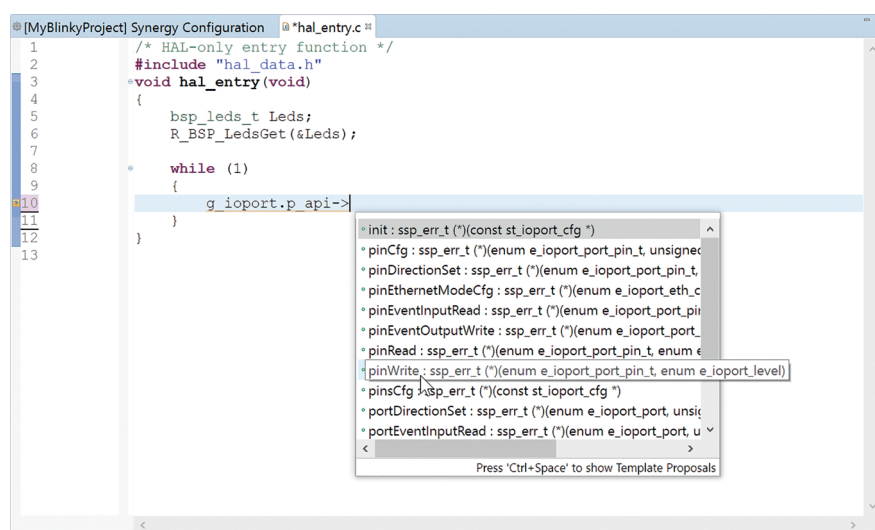 [MyBlinkyProject] Synergy Configuration *hal_entry.c
1 /* HAL-only entry function */
2 #include "hal_data.h"
3 void hal_entry(void)
4 {
5 bsp_leds_t Leds;
6 R_BSP_LedsGet(&Leds);
7
8 while (1)
9 {
10 g_ioport.p_api->
11 }
12 }
13
init : ssp_err_t (*)(const st_ioport_cfg *)
pinCfg : ssp_err_t (*)(enum e_ioport_port_pin_t, unsigned
pinDirectionSet : ssp_err_t (*)(enum e_ioport_port_pin_t,
pinEthernetModeCfg : ssp_err_t (*)(enum e_ioport_eth_c
pinEventInputRead : ssp_err_t (*)(enum e_ioport_port_pin
pinEventOutputWrite : ssp_err_t (*)(enum e_ioport_port_
pinRead : ssp_err_t (*)(enum e_ioport_port_pin_t, enum e
pinWrite : ssp_err_t (*)(enum e_ioport_port_pin_t, enum e_ioport_level)
pinsCfg : ssp_err_t (*)(const st_ioport_cfg *)
portDirectionSet : ssp_err_t (*)(enum e_ioport_port, unsig
portEventInputRead : ssp_err_t (*)(enum e_ioport_port, u
Press 'Ctrl+Space' to show Template Proposals